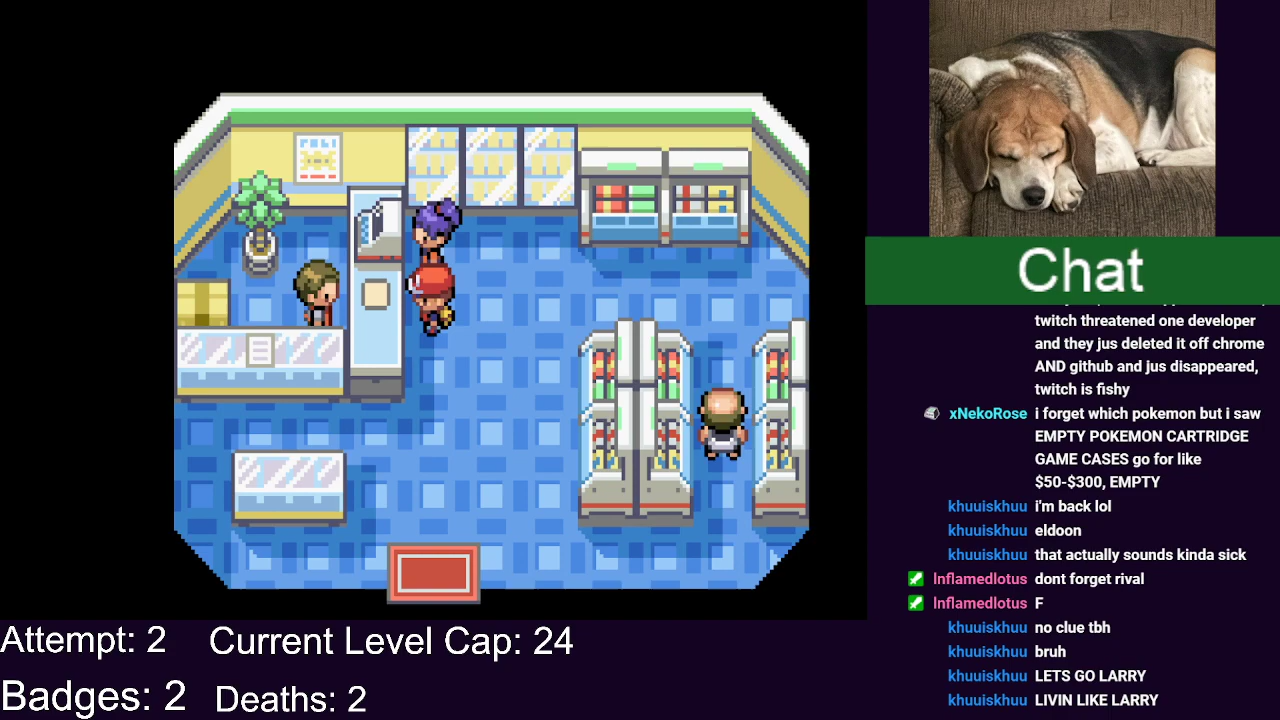 Chat
twitch threatened one developer
and they jus deleted it off chrome
AND github and jus disappeared,
twitch is fishy
xNekoRose i forget which pokemon but i saw
EMPTY POKEMON CARTRIDGE
GAME CASES go for like
$50-$300, EMPTY
khuuiskhuu i'm back lol
khuuiskhuu eldoon
khuuiskhuu that actually sounds kinda sick
Inflamedlotus dont forget rival
Inflamedlotus F
khuuiskhuu no clue tbh
khuuiskhuu bruh
khuuiskhuu LETS GO LARRY
khuuiskhuu LIVIN LIKE LARRY
Attempt: 2 Current Level Cap: 24
Badges: 2 Deaths: 2